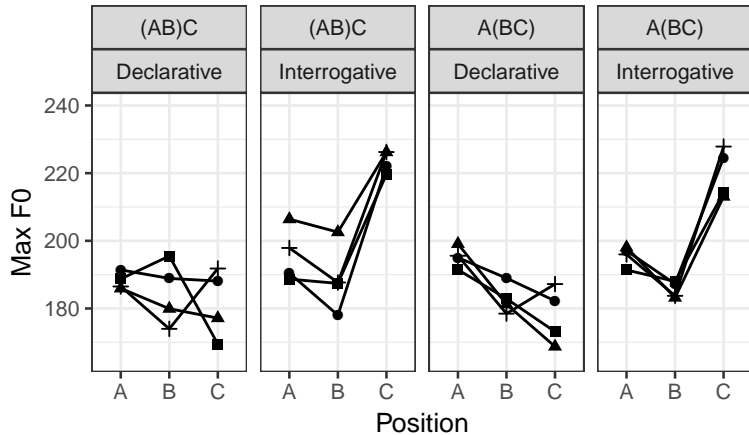 (AB)C (AB)C A(BC) A(BC)
Declarative Interrogative Declarative Interrogative
240
220
200
180
Max F0
A B C A B C A B C A B C
Position